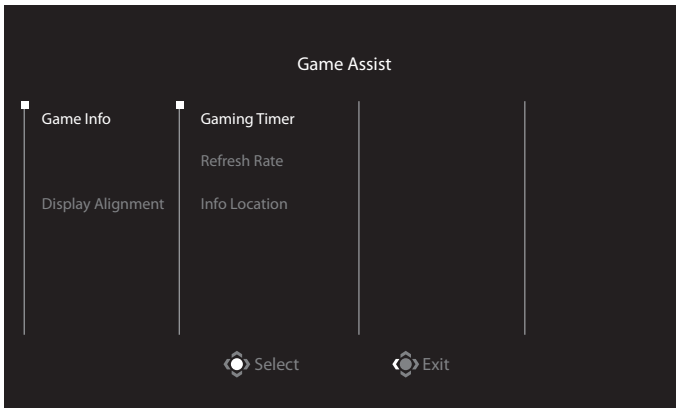 Game Assist
Game Info
Gaming Timer
Refresh Rate
Display Alignment
Info Location
Select
Exit